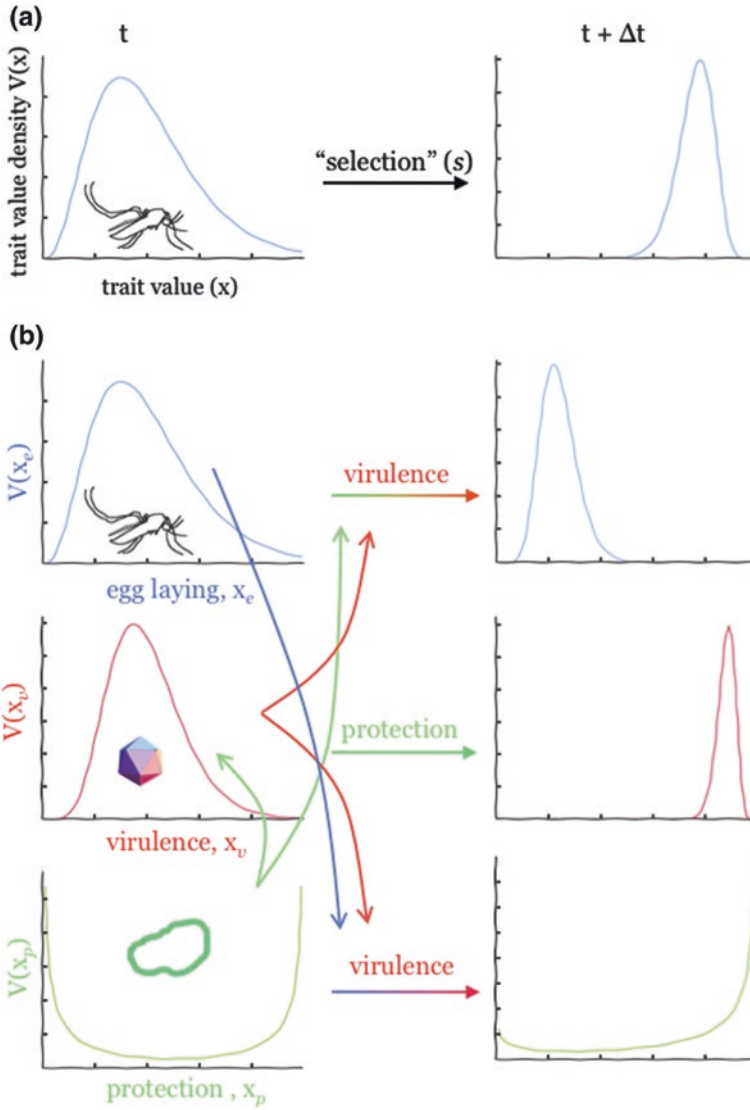 (a)
t
t + Δt
trait value density V(x)
“selection” (s)
trait value (x)
(b)
V(xₑ)
virulence
egg laying, xₑ
V(xᵥ)
protection
virulence, xᵥ
V(xₚ)
virulence
protection , xₚ